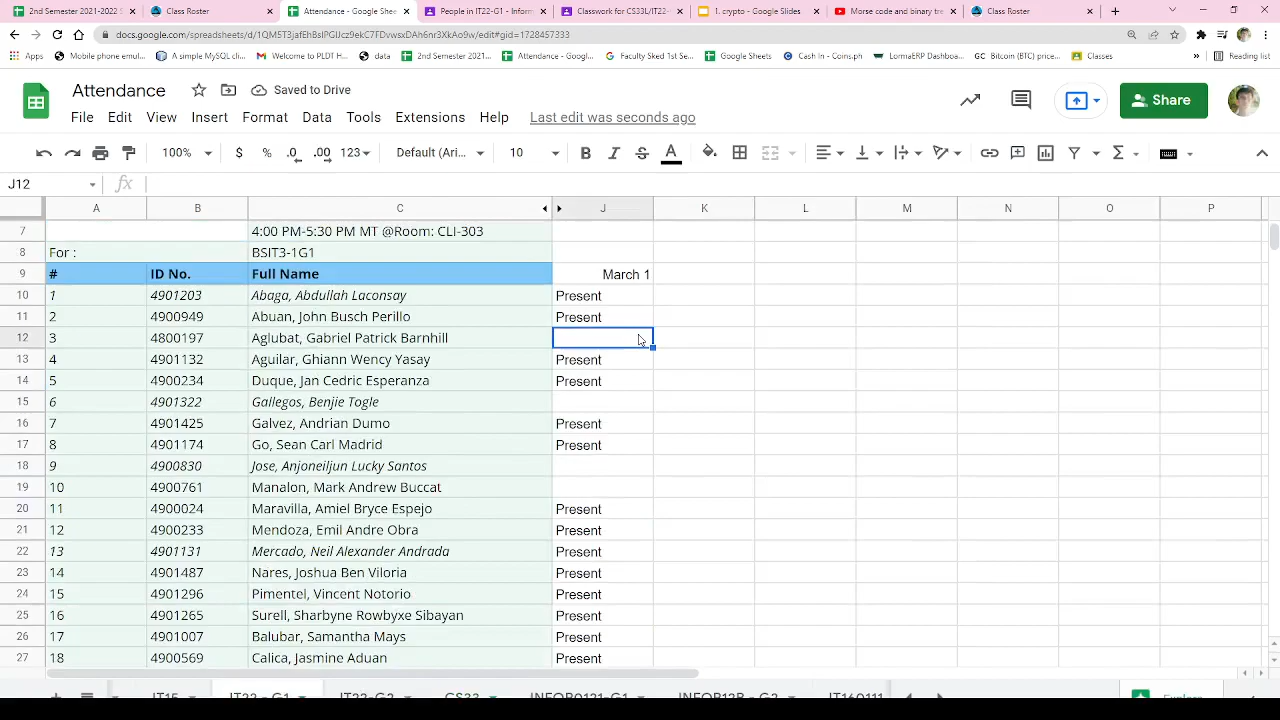 2nd Semester 2021-2022 S
Class Roster
Attendance - Google Sheets
People in IT22-G1 - Inform
Classwork for CS33L/IT22-
1. crypto - Google Slides
Morse code and binary tre
Class Roster
docs.google.com/spreadsheets/d/1QM5T3jafEhBsIPGIJcz9ekC7FDvwsxDAh6nr3XkAo9w/edit#gid=1728457333
Apps
Mobile phone emul...
A simple MySQL cli...
Welcome to PLDT H...
data
2nd Semester 2021...
Attendance - Googl...
Faculty Sked 1st Se...
Google Sheets
Cash In - Coins.ph
LormaERP Dashboa...
GC Bitcoin (BTC) price...
Classes
»
Reading list
Attendance
Saved to Drive
Share
File Edit View Insert Format Data Tools Extensions Help Last edit was seconds ago
100% $ % .0 .00 123 Default (Ari... 10 B I S A Σ
J12 fx
A B C J K L M N O P
7 4:00 PM-5:30 PM MT @Room: CLI-303
8 For : BSIT3-1G1
9 # ID No. Full Name March 1
10 1 4901203 Abaga, Abdullah Laconsay Present
11 2 4900949 Abuan, John Busch Perillo Present
12 3 4800197 Aglubat, Gabriel Patrick Barnhill
13 4 4901132 Aguilar, Ghiann Wency Yasay Present
14 5 4900234 Duque, Jan Cedric Esperanza Present
15 6 4901322 Gallegos, Benjie Togle
16 7 4901425 Galvez, Andrian Dumo Present
17 8 4901174 Go, Sean Carl Madrid Present
18 9 4900830 Jose, Anjoneiljun Lucky Santos
19 10 4900761 Manalon, Mark Andrew Buccat
20 11 4900024 Maravilla, Amiel Bryce Espejo Present
21 12 4900233 Mendoza, Emil Andre Obra Present
22 13 4901131 Mercado, Neil Alexander Andrada Present
23 14 4901487 Nares, Joshua Ben Viloria Present
24 15 4901296 Pimentel, Vincent Notorio Present
25 16 4901265 Surell, Sharbyne Rowbyxe Sibayan Present
26 17 4901007 Balubar, Samantha Mays Present
27 18 4900569 Calica, Jasmine Aduan Present
IT15 IT22 - G1 IT22-G2 CS33 INFOR0121-G1 INFOR12B - G2 IT160111 Explore